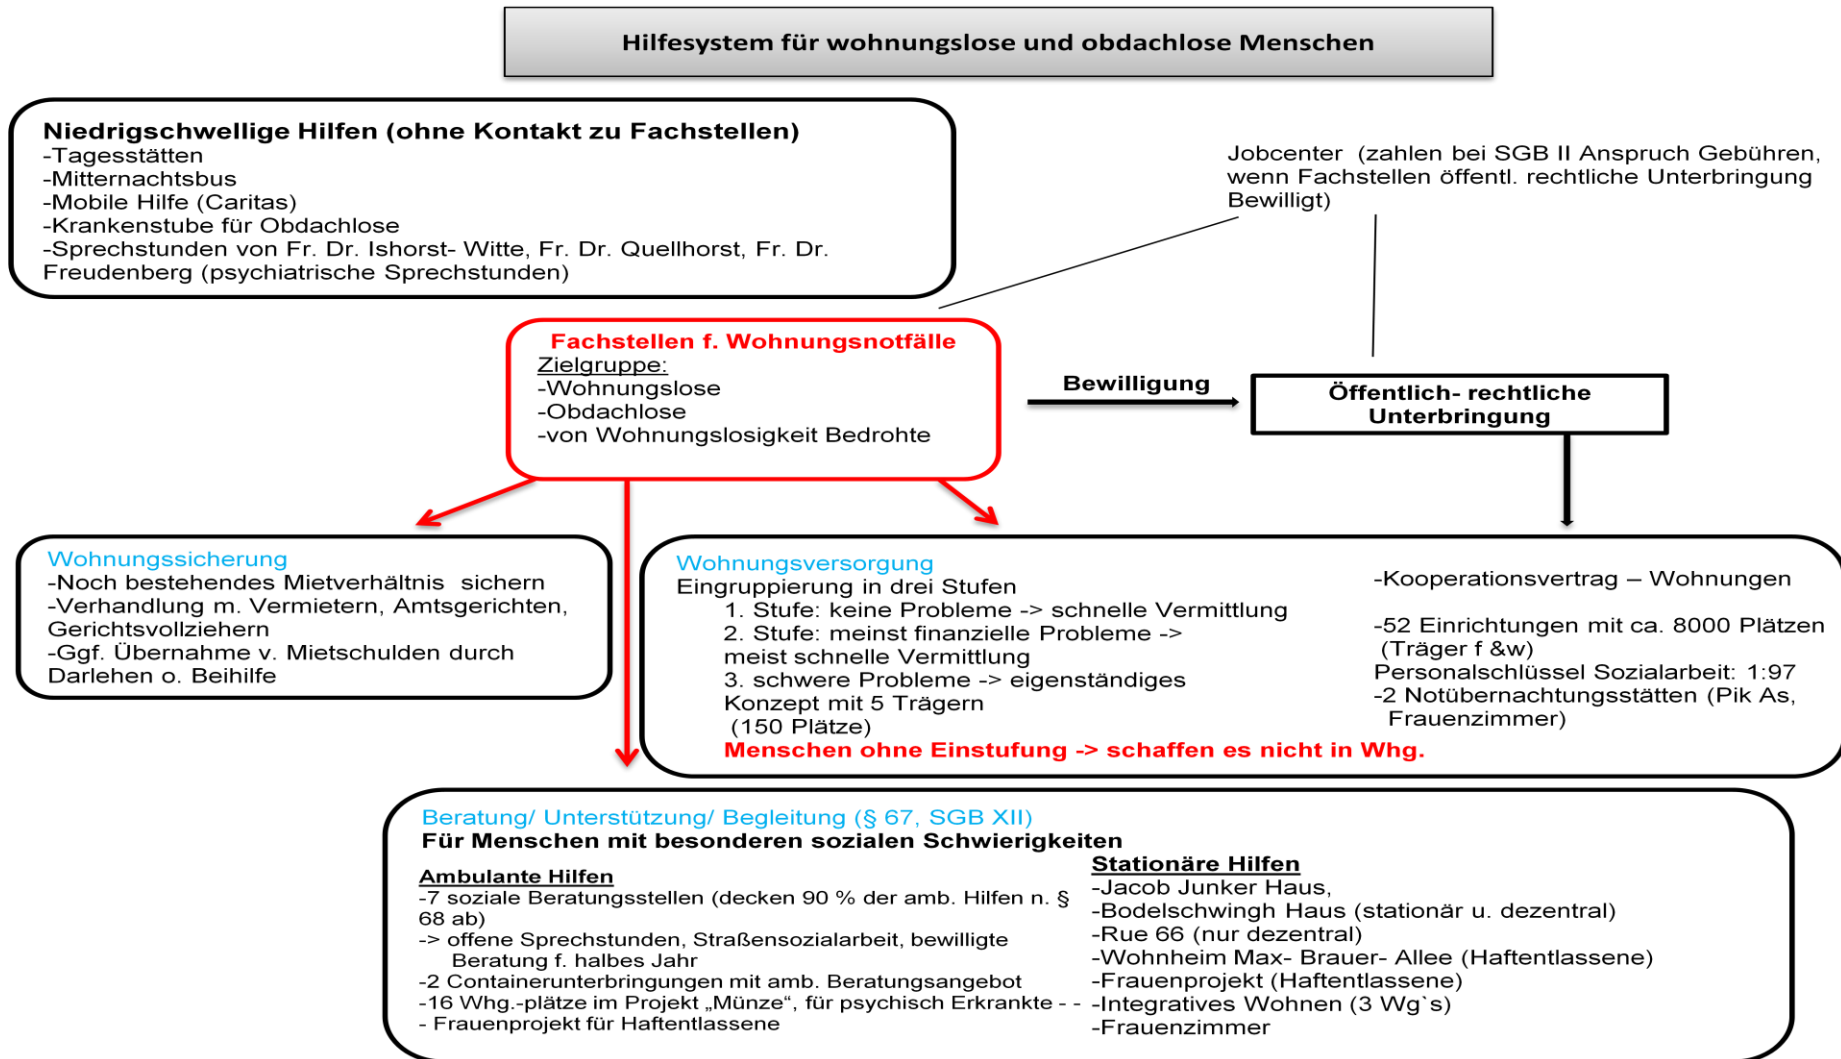 Hilfesystem für wohnungslose und obdachlose Menschen
Niedrigschwellige Hilfen (ohne Kontakt zu Fachstellen)
-Tagesstätten
-Mitternachtsbus
-Mobile Hilfe (Caritas)
-Krankenstube für Obdachlose
-Sprechstunden von Fr. Dr. Ishorst- Witte, Fr. Dr. Quellhorst, Fr. Dr.
Freudenberg (psychiatrische Sprechstunden)
Jobcenter (zahlen bei SGB II Anspruch Gebühren,
wenn Fachstellen öffentl. rechtliche Unterbringung
Bewilligt)
Fachstellen f. Wohnungsnotfälle
Zielgruppe:
-Wohnungslose
-Obdachlose
-von Wohnungslosigkeit Bedrohte
Bewilligung
Öffentlich- rechtliche
Unterbringung
Wohnungssicherung
-Noch bestehendes Mietverhältnis sichern
-Verhandlung m. Vermietern, Amtsgerichten,
Gerichtsvollziehern
-Ggf. Übernahme v. Mietschulden durch
Darlehen o. Beihilfe
Wohnungsversorgung
Eingruppierung in drei Stufen
1. Stufe: keine Probleme -> schnelle Vermittlung
2. Stufe: meinst finanzielle Probleme ->
meist schnelle Vermittlung
3. schwere Probleme -> eigenständiges
Konzept mit 5 Trägern
(150 Plätze)
Menschen ohne Einstufung -> schaffen es nicht in Whg.
-Kooperationsvertrag – Wohnungen
-52 Einrichtungen mit ca. 8000 Plätzen
(Träger f &w)
Personalschlüssel Sozialarbeit: 1:97
-2 Notübernachtungsstätten (Pik As,
Frauenzimmer)
Beratung/ Unterstützung/ Begleitung (§ 67, SGB XII)
Für Menschen mit besonderen sozialen Schwierigkeiten
Ambulante Hilfen
-7 soziale Beratungsstellen (decken 90 % der amb. Hilfen n. §
68 ab)
-> offene Sprechstunden, Straßensozialarbeit, bewilligte
Beratung f. halbes Jahr
-2 Containerunterbringungen mit amb. Beratungsangebot
-16 Whg.-plätze im Projekt „Münze“, für psychisch Erkrankte - -
- Frauenprojekt für Haftentlassene
Stationäre Hilfen
-Jacob Junker Haus,
-Bodelschwingh Haus (stationär u. dezentral)
-Rue 66 (nur dezentral)
-Wohnheim Max- Brauer- Allee (Haftentlassene)
-Frauenprojekt (Haftentlassene)
-Integratives Wohnen (3 Wg`s)
-Frauenzimmer